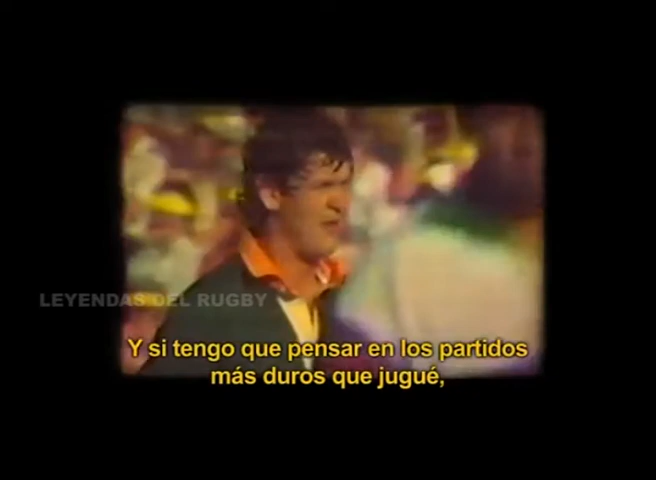 LEYENDAS DEL RUGBY
Y si tengo que pensar en los partidos
más duros que jugué,